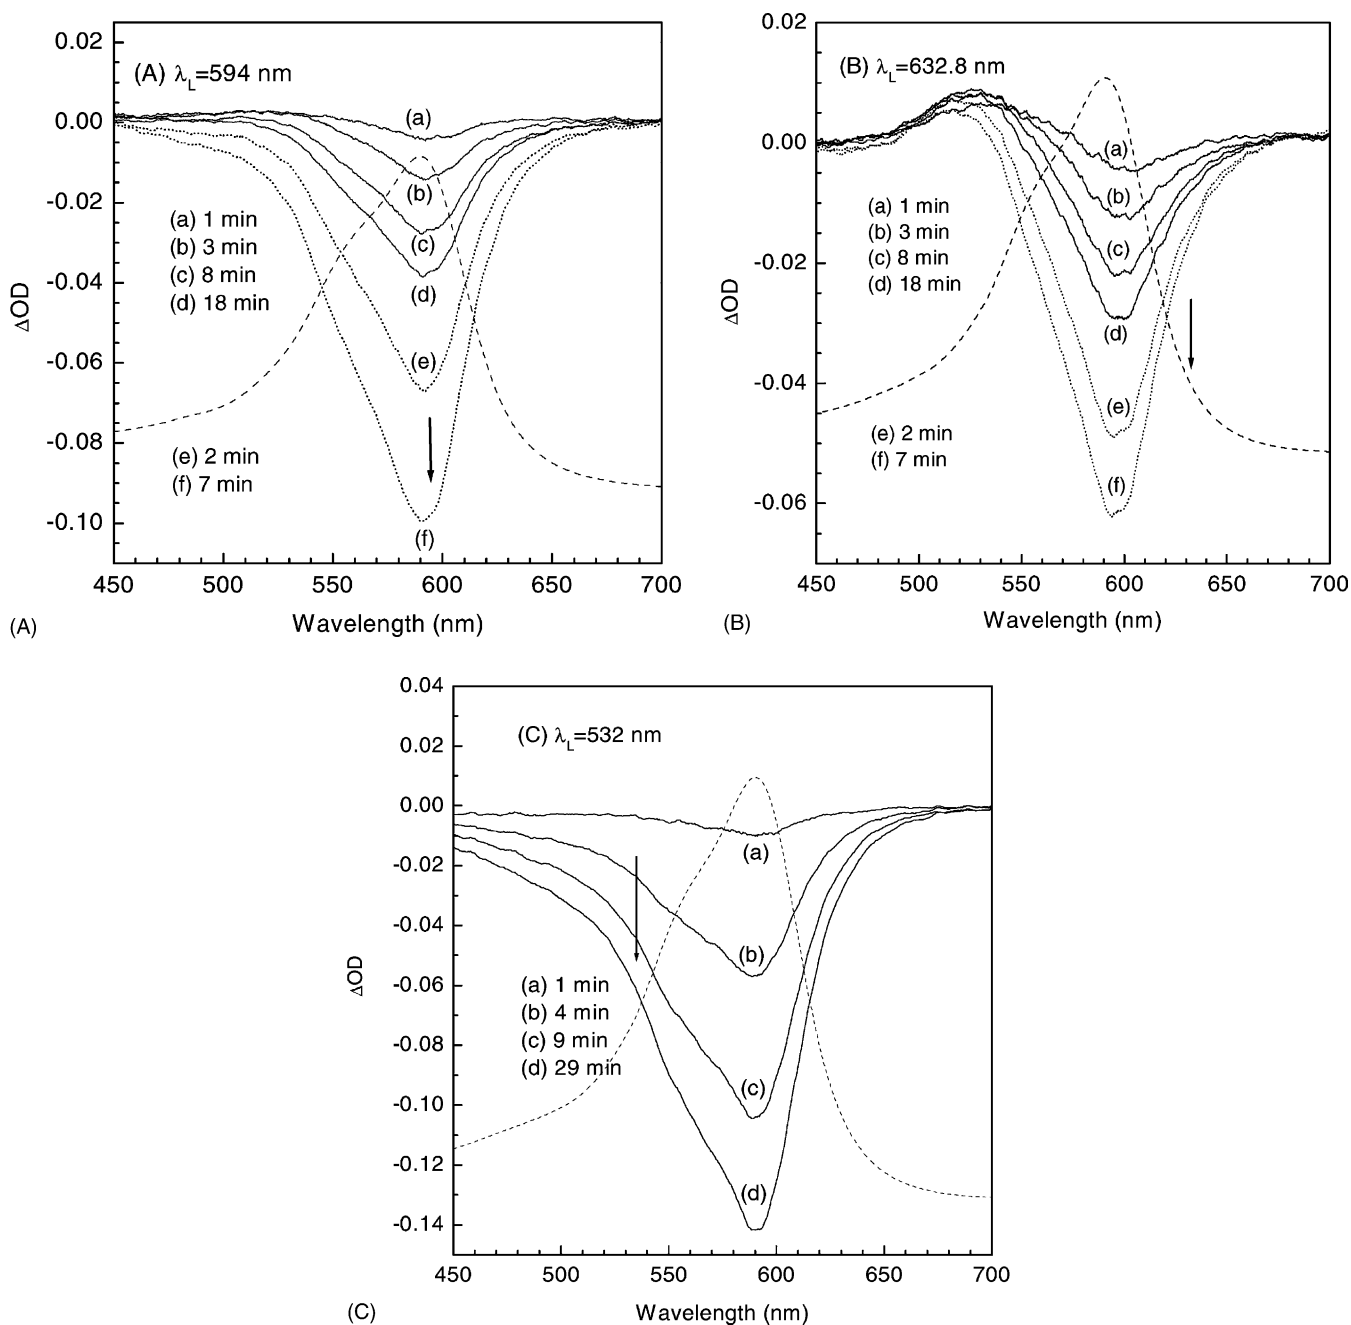 0.02
0.00
-0.02
-0.04
-0.06
-0.08
-0.10
ΔOD
(A) λL=594 nm
(a)
(b)
(c)
(d)
(e)
(f)
(a) 1 min
(b) 3 min
(c) 8 min
(d) 18 min
(e) 2 min
(f) 7 min
450 500 550 600 650 700
Wavelength (nm)
(A)
0.02
0.00
-0.02
-0.04
-0.06
ΔOD
(B) λL=632.8 nm
(a)
(b)
(c)
(d)
(e)
(f)
(a) 1 min
(b) 3 min
(c) 8 min
(d) 18 min
(e) 2 min
(f) 7 min
450 500 550 600 650 700
Wavelength (nm)
(B)
0.04
0.02
0.00
-0.02
-0.04
-0.06
-0.08
-0.10
-0.12
-0.14
ΔOD
(C) λL=532 nm
(a)
(b)
(c)
(d)
(a) 1 min
(b) 4 min
(c) 9 min
(d) 29 min
450 500 550 600 650 700
Wavelength (nm)
(C)